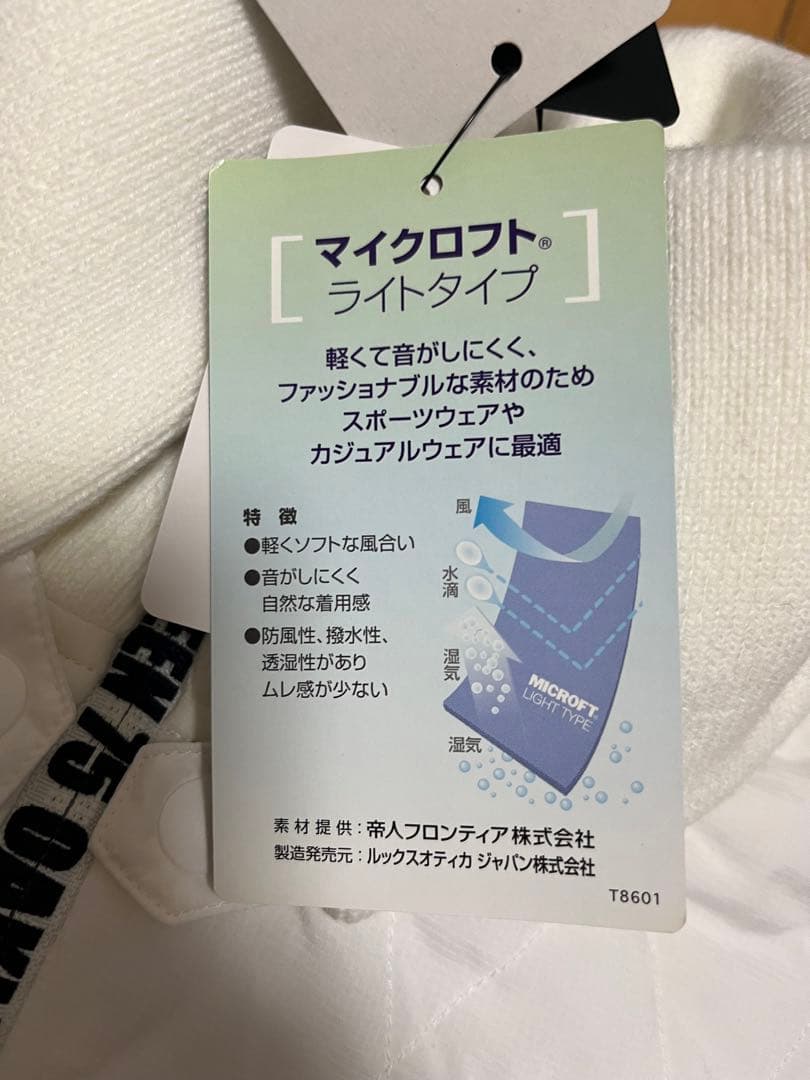 マイクロフト®
ライトタイプ
軽くて音がしにくく、
ファッショナブルな素材のため
スポーツウェアや
カジュアルウェアに最適
特 徴
●軽くソフトな風合い
●音がしにくく
自然な着用感
●防風性、撥水性、
透湿性があり
ムレ感が少ない
風
水滴
湿気
MICROFT®
LIGHT TYPE
湿気
素材提供：帝人フロンティア株式会社
製造発売元：ルックスオティカ ジャパン株式会社
T8601
75